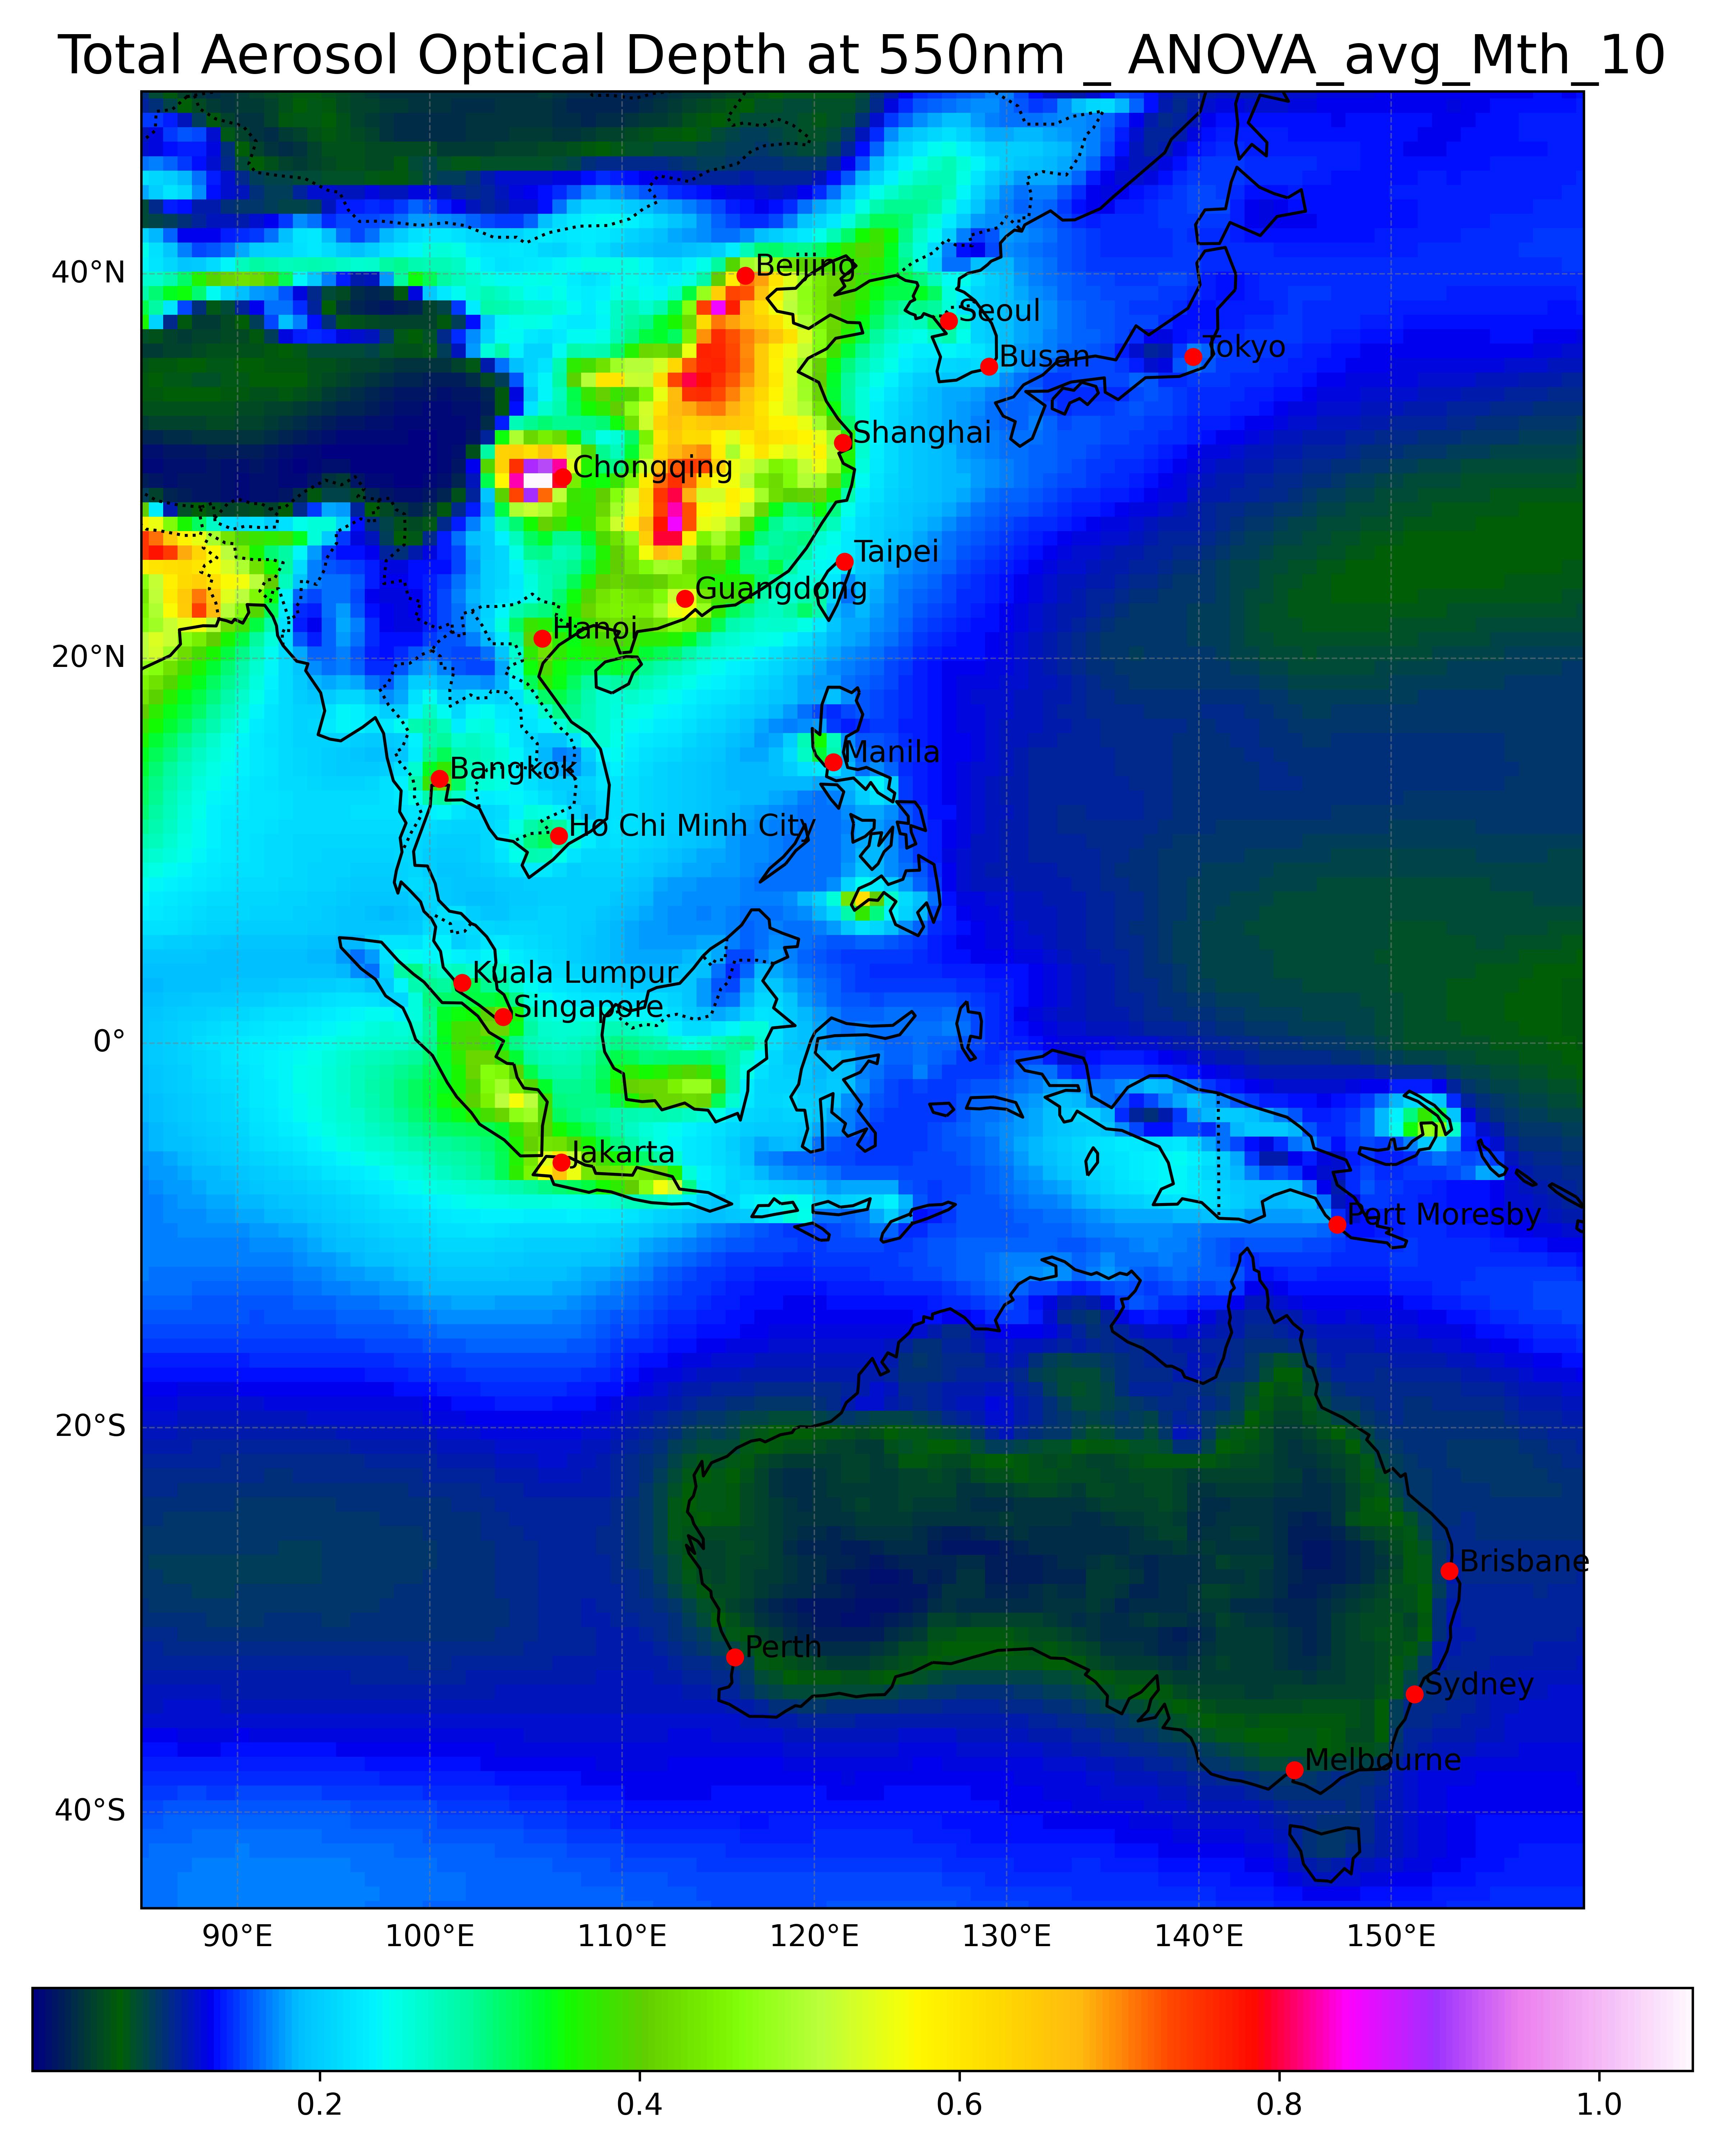 Total Aerosol Optical Depth at 550nm _ ANOVA_avg_Mth_10
40°N
20°N
0°
20°S
40°S
Beijing
Seoul
Tokyo
Busan
Shanghai
Chongqing
Taipei
Guangdong
Hanoi
Manila
Bangkok
Ho Chi Minh City
Kuala Lumpur
Singapore
Jakarta
Port Moresby
Brisbane
Perth
Sydney
Melbourne
90°E 100°E 110°E 120°E 130°E 140°E 150°E
0.2 0.4 0.6 0.8 1.0